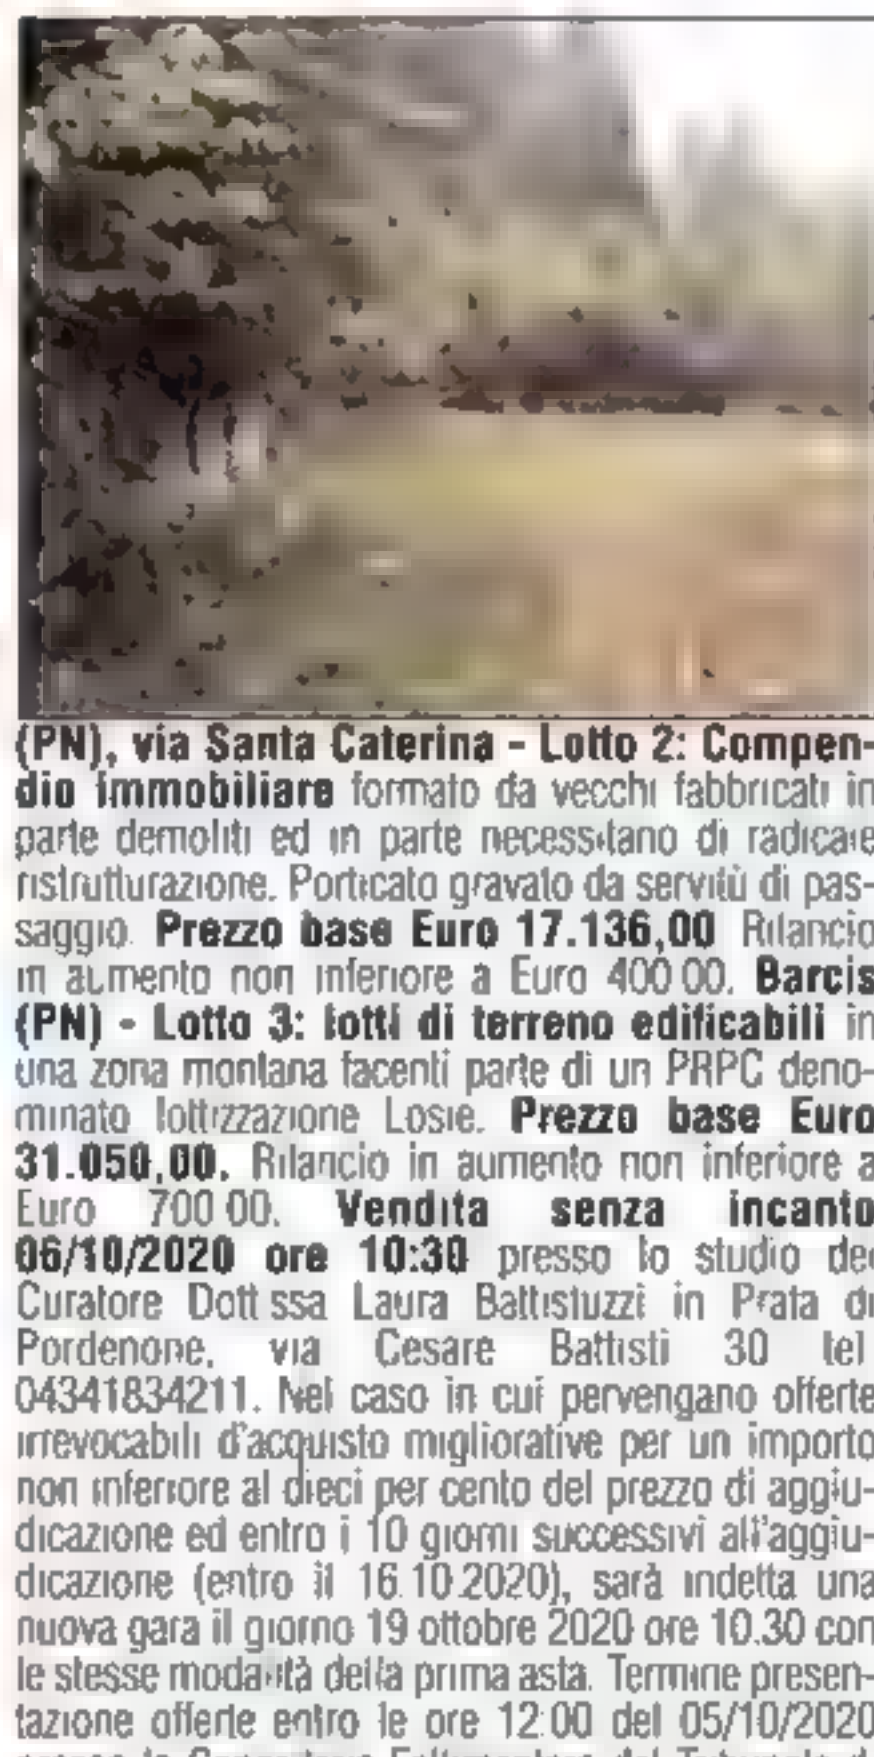 (PN), via Santa Caterina - Lotto 2: Compen-
dio immobiliare formato da vecchi fabbricati in
parte demoliti ed in parte necessitano di radicale
ristrutturazione. Porticato gravato da servitù di pas-
saggio. Prezzo base Euro 17.136,00 Rilancio
in aumento non inferiore a Euro 400,00. Barcis
(PN) - Lotto 3: lotti di terreno edificabili in
una zona montana facenti parte di un PRPC deno-
minato lottizzazione Losie. Prezzo base Euro
31.050,00. Rilancio in aumento non inferiore a
Euro 700,00. Vendita senza incanto
06/10/2020 ore 10:30 presso lo studio del
Curatore Dott.ssa Laura Battistuzzi in Prata di
Pordenone, via Cesare Battisti 30 tel.
04341834211. Nel caso in cui pervengano offerte
irrevocabili d'acquisto migliorative per un importo
non inferiore al dieci per cento del prezzo di aggiu-
dicazione ed entro i 10 giorni successivi all'aggiu-
dicazione (entro il 16.10.2020), sarà indetta una
nuova gara il giorno 19 ottobre 2020 ore 10.30 con
le stesse modalità della prima asta. Termine presen-
tazione offerte entro le ore 12:00 del 05/10/2020